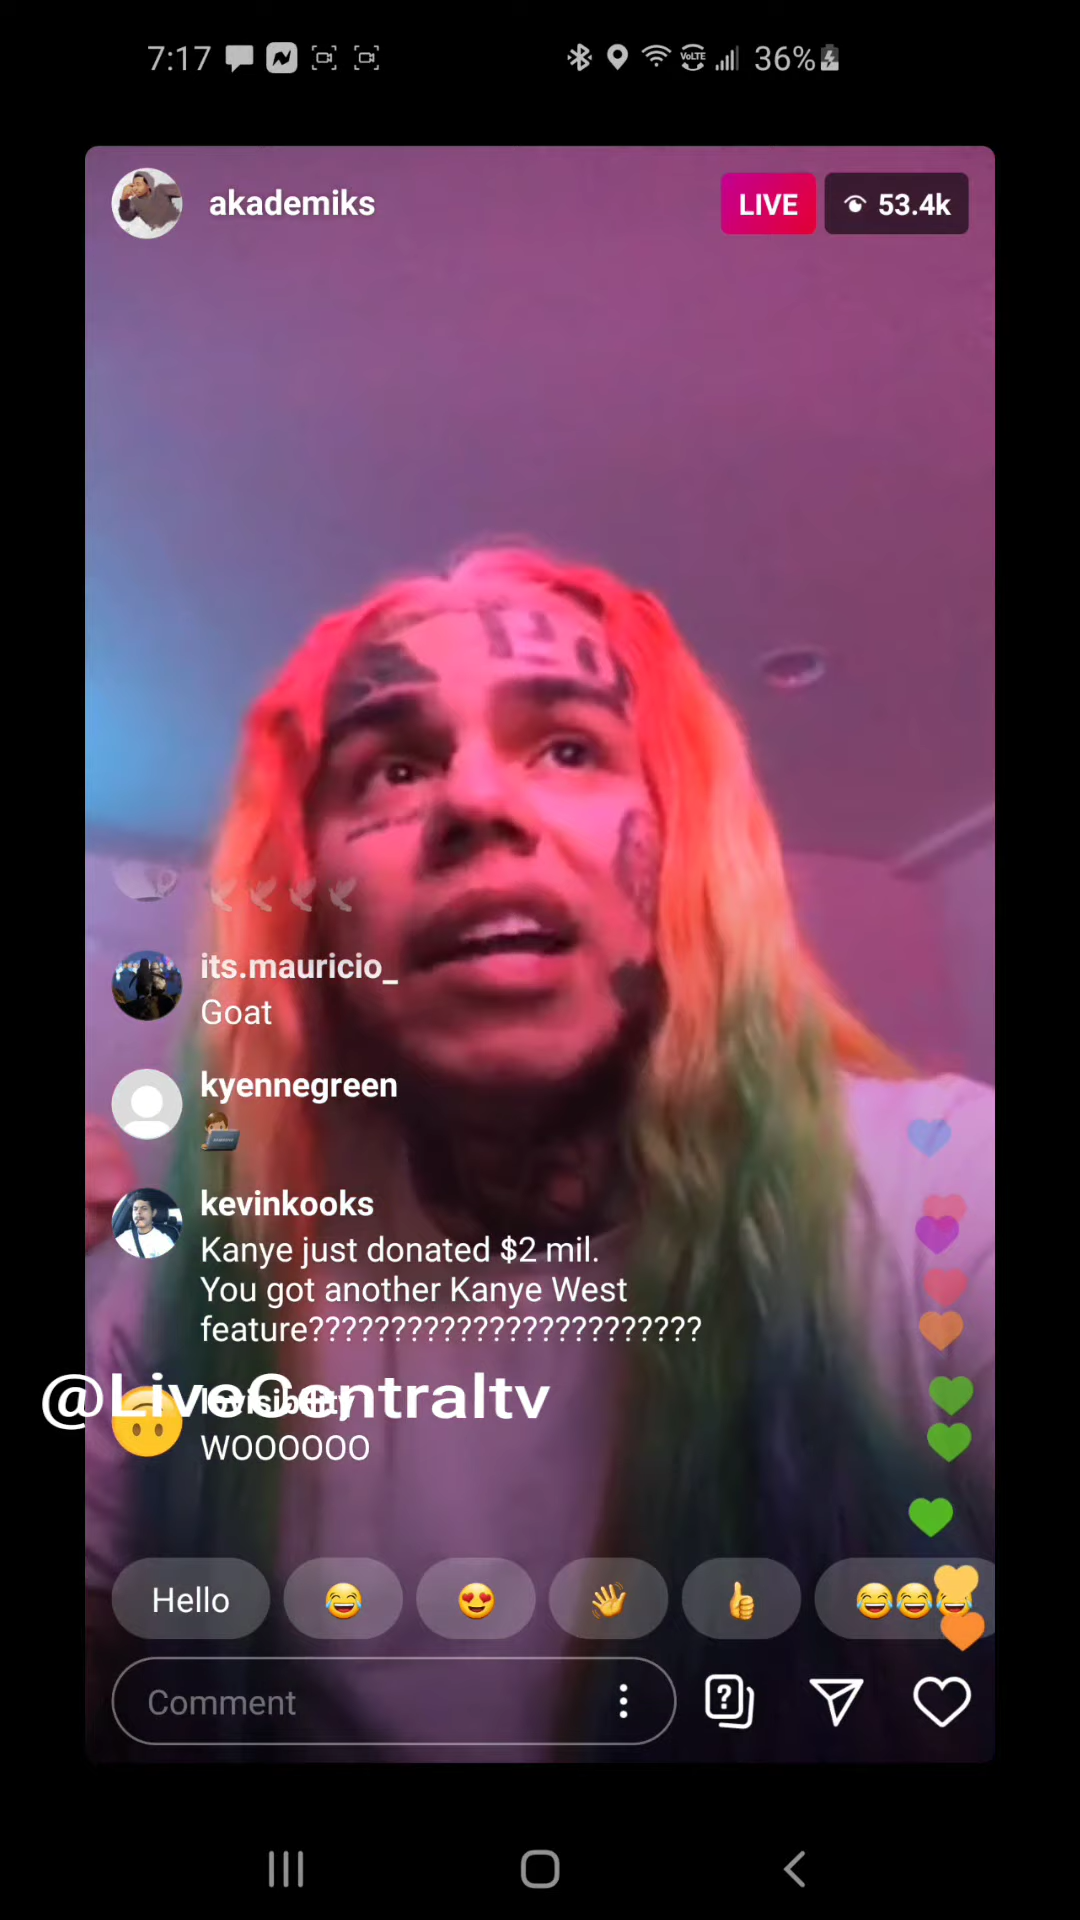 7:17
VoLTE
36%
akademiks
LIVE
53.4k
its.mauricio_
Goat
kyennegreen
kevinkooks
Kanye just donated $2 mil.
You got another Kanye West
feature????????????????????????
@LiveCentraltv
WOOOOOO
Hello
Comment